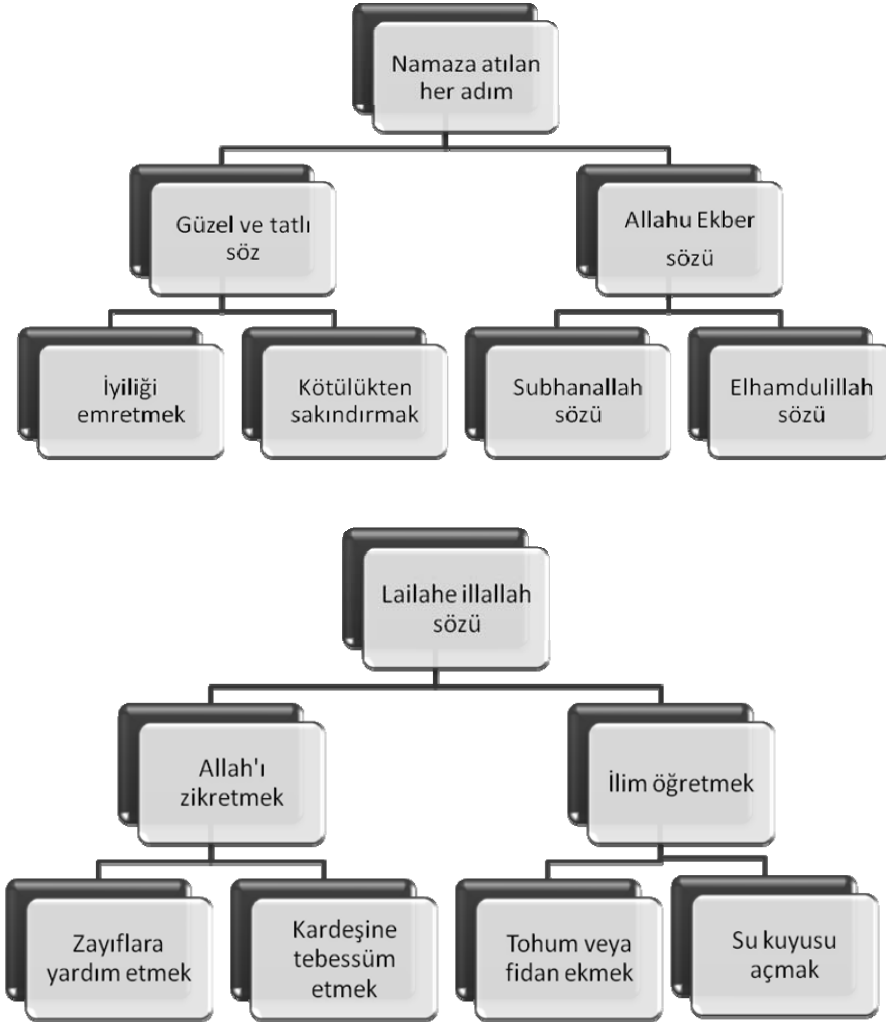 Namaza atılan
her adım
Güzel ve tatlı
söz
Allahu Ekber
sözü
İyiliği
emretmek
Kötülükten
sakındırmak
Subhanallah
sözü
Elhamdulillah
sözü
Lailahe illallah
sözü
Allah'ı
zikretmek
İlim öğretmek
Zayıflara
yardım etmek
Kardeşine
tebessüm
etmek
Tohum veya
fidan ekmek
Su kuyusu
açmak